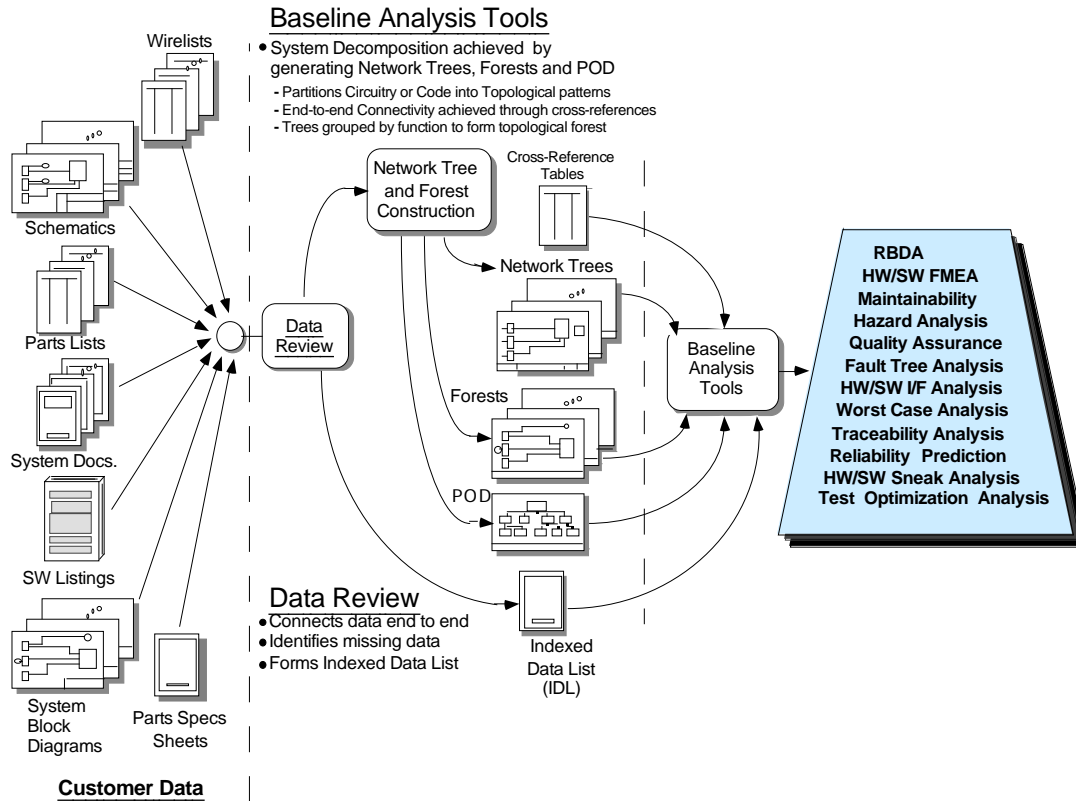 Baseline Analysis Tools
● System Decomposition achieved by
generating Network Trees, Forests and POD
- Partitions Circuitry or Code into Topological patterns
- End-to-end Connectivity achieved through cross-references
- Trees grouped by function to form topological forest
Wirelists
Schematics
Parts Lists
System Docs.
SW Listings
System
Block
Diagrams
Parts Specs
Sheets
Customer Data
Data
Review
Network Tree
and Forest
Construction
Cross-Reference
Tables
Network Trees
Forests
POD
Indexed
Data List
(IDL)
Data Review
● Connects data end to end
● Identifies missing data
● Forms Indexed Data List
Baseline
Analysis
Tools
RBDA
HW/SW FMEA
Maintainability
Hazard Analysis
Quality Assurance
Fault Tree Analysis
HW/SW I/F Analysis
Worst Case Analysis
Traceability Analysis
Reliability Prediction
HW/SW Sneak Analysis
Test Optimization Analysis